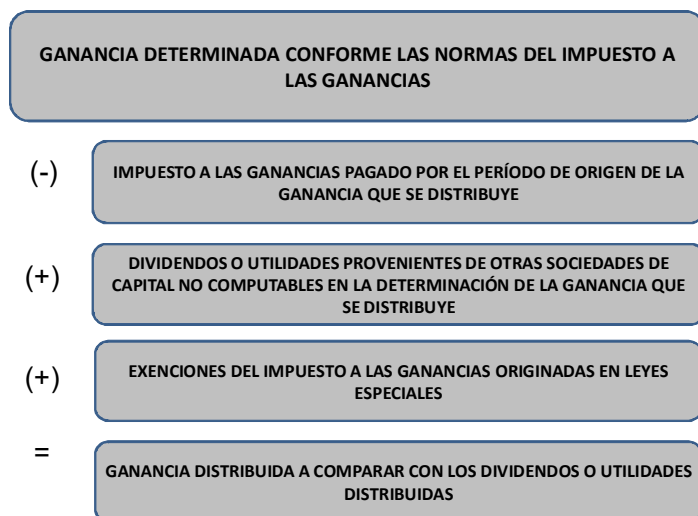 GANANCIA DETERMINADA CONFORME LAS NORMAS DEL IMPUESTO A
LAS GANANCIAS
(-)
IMPUESTO A LAS GANANCIAS PAGADO POR EL PERÍODO DE ORIGEN DE LA
GANANCIA QUE SE DISTRIBUYE
(+)
DIVIDENDOS O UTILIDADES PROVENIENTES DE OTRAS SOCIEDADES DE
CAPITAL NO COMPUTABLES EN LA DETERMINACIÓN DE LA GANANCIA QUE
SE DISTRIBUYE
(+)
EXENCIONES DEL IMPUESTO A LAS GANANCIAS ORIGINADAS EN LEYES
ESPECIALES
=
GANANCIA DISTRIBUIDA A COMPARAR CON LOS DIVIDENDOS O UTILIDADES
DISTRIBUIDAS